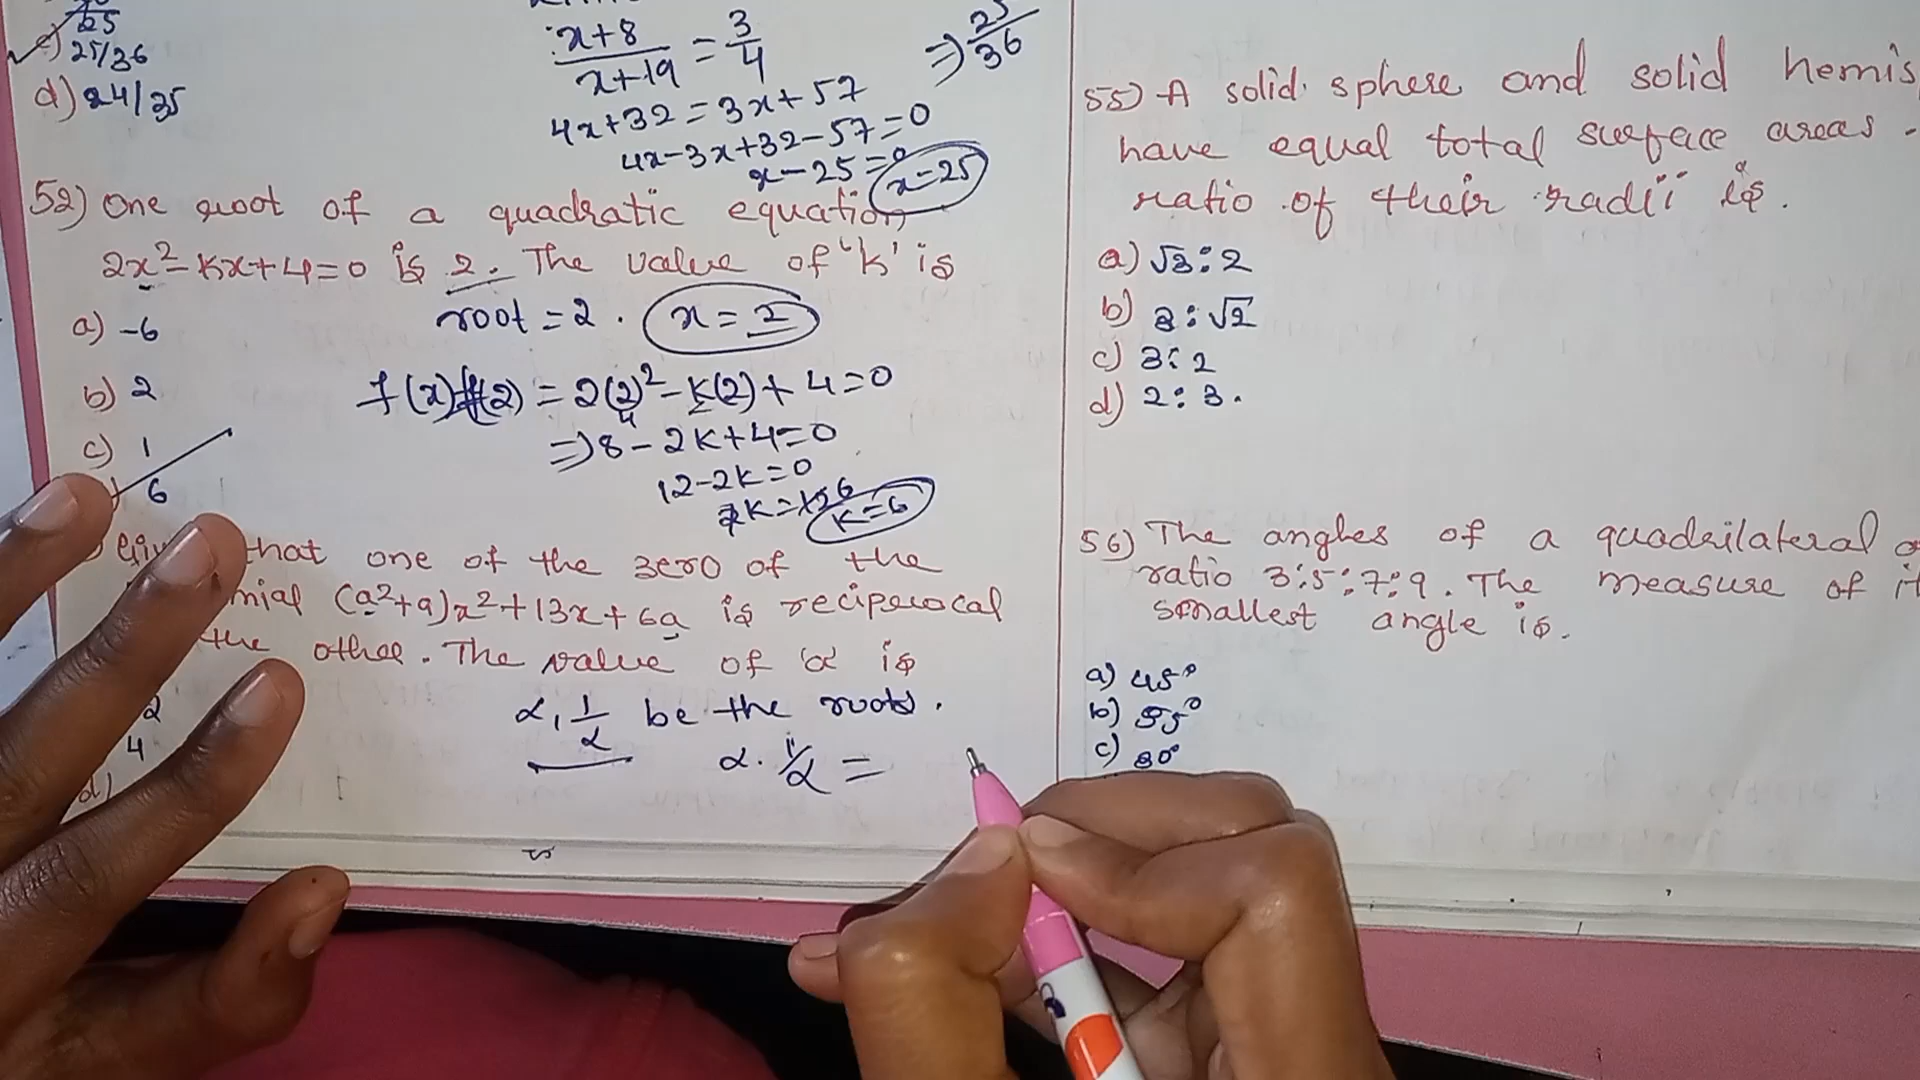 25
c) 25/36
d) 24/35
x+8/x+19 = 3/4
⇒ 25/36
4x+32=3x+57
4x-3x+32-57=0
x-25=0
x=25
52) One root of a quadratic equation
2x²-kx+4=0 is 2. The value of 'k' is
a) -6
b) 2
c) 1
6
root = 2. x=2
f(x) f(2) = 2(2)²-k(2)+4=0
4
⇒8-2k+4=0
12-2k=0
2k=12 6
k=6
that one of the zero of the
(a²+9)x²+13x+6a is reciprocal
the other. The value of 'a' is
2
4
d)
α, 1/α be the roots.
α. 1/α =
55) A solid sphere and solid hemis
have equal total surface areas.
ratio of their radii is.
a) √3:2
b) 3:√2
c) 3:2
d) 2:3.
56) The angles of a quadrilateral
ratio 3:5:7:9. The measure of it
smallest angle is.
a) 45°
b) 55°
c) 80°